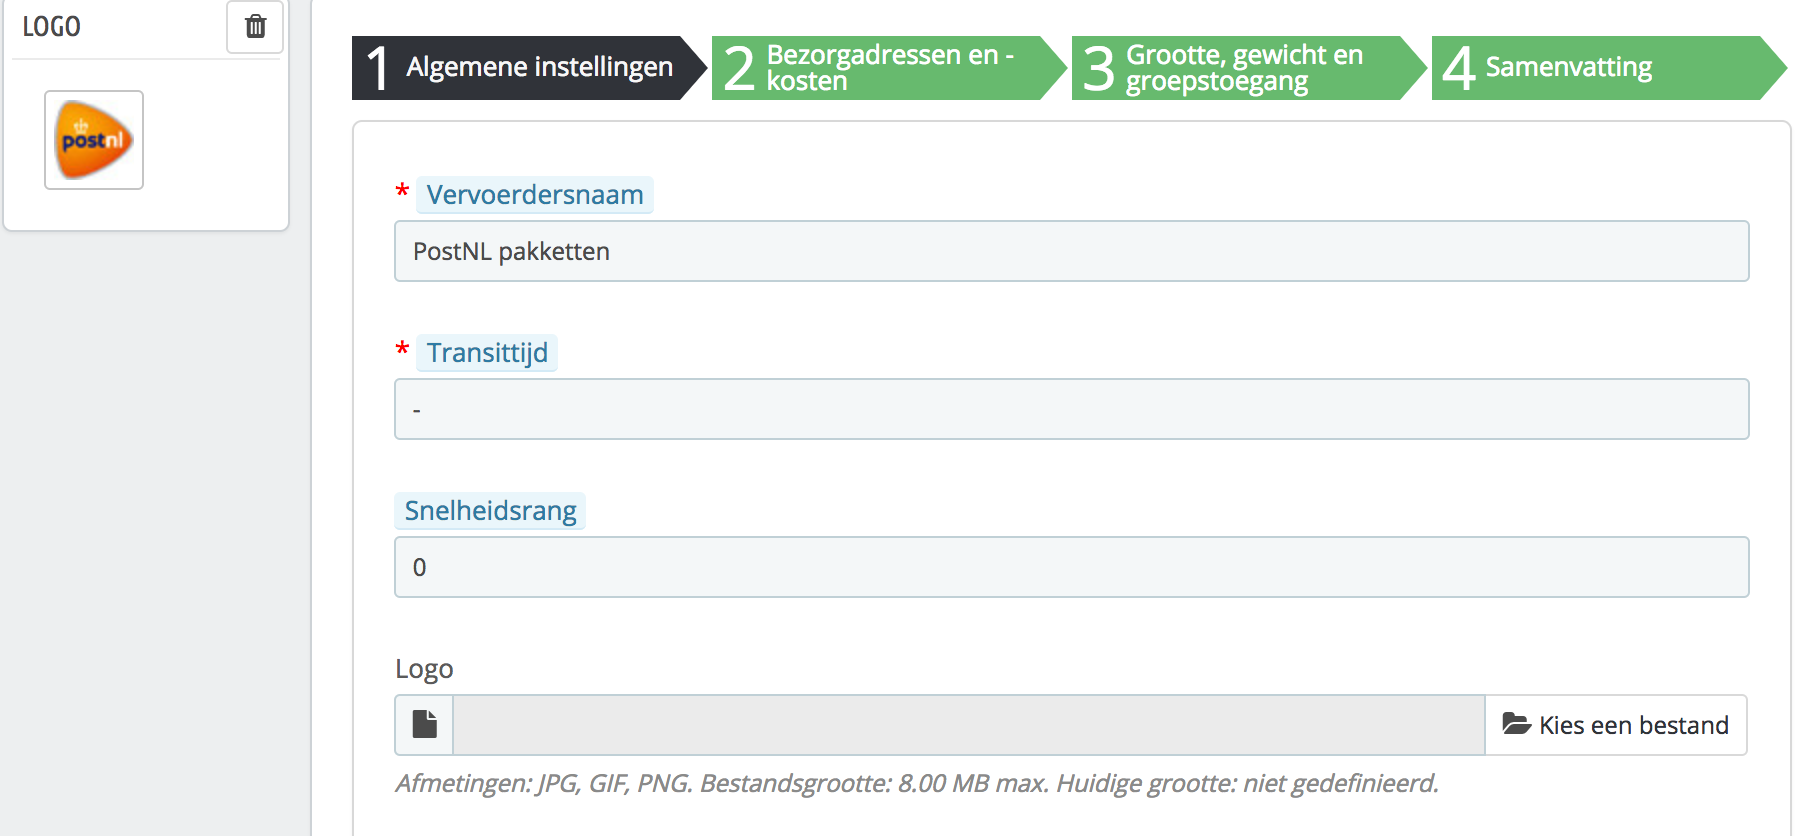 LOGO
postnl
1 Algemene instellingen
2 Bezorgadressen en -
kosten
3 Grootte, gewicht en
groepstoegang
4 Samenvatting
* Vervoerdersnaam
PostNL pakketten
* Transittijd
-
Snelheidsrang
0
Logo
Kies een bestand
Afmetingen: JPG, GIF, PNG. Bestandsgrootte: 8.00 MB max. Huidige grootte: niet gedefinieerd.